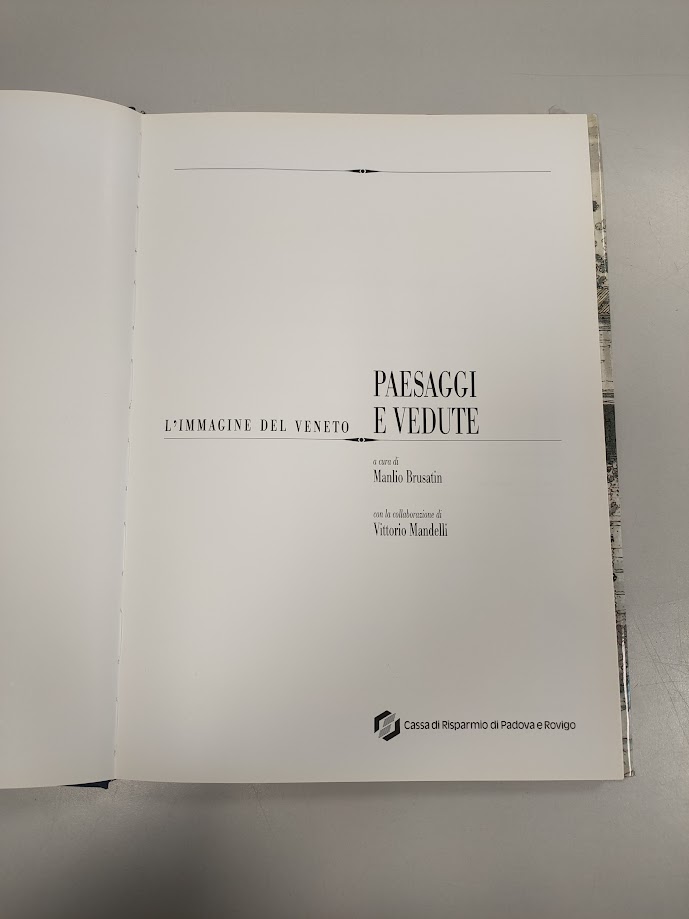 PAESAGGI
L'IMMAGINE DEL VENETO E VEDUTE
a cura di
Manlio Brusatin
con la collaborazione di
Vittorio Mandelli
Cassa di Risparmio di Padova e Rovigo